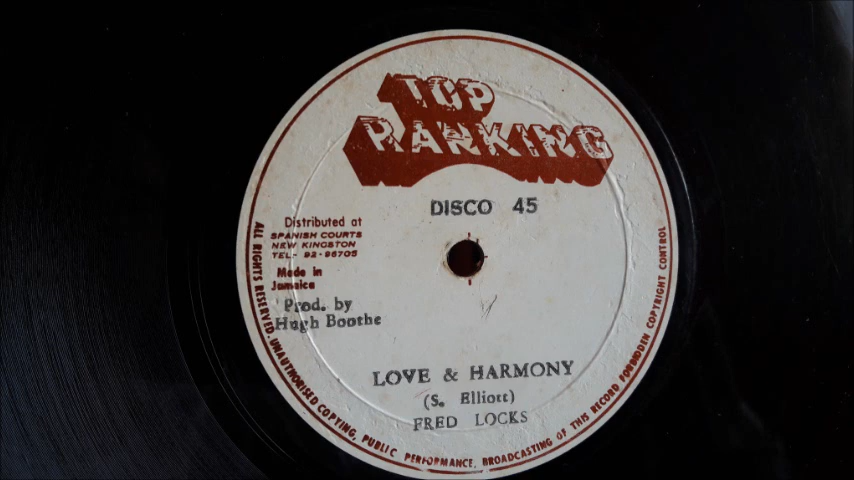 TOP
RANKING
DISCO 45
Distributed at
SPANISH COURTS
NEW KINGSTON
TEL- 92-96705
Made in
Jamaica
Prod. by
Hugh Boothe
LOVE & HARMONY
(S. Elliott)
FRED LOCKS
ALL RIGHTS RESERVED. UNAUTHORISED COPYING, PUBLIC PERFORMANCE, BROADCASTING OF THIS RECORD FORBIDDEN COPYRIGHT CONTROL